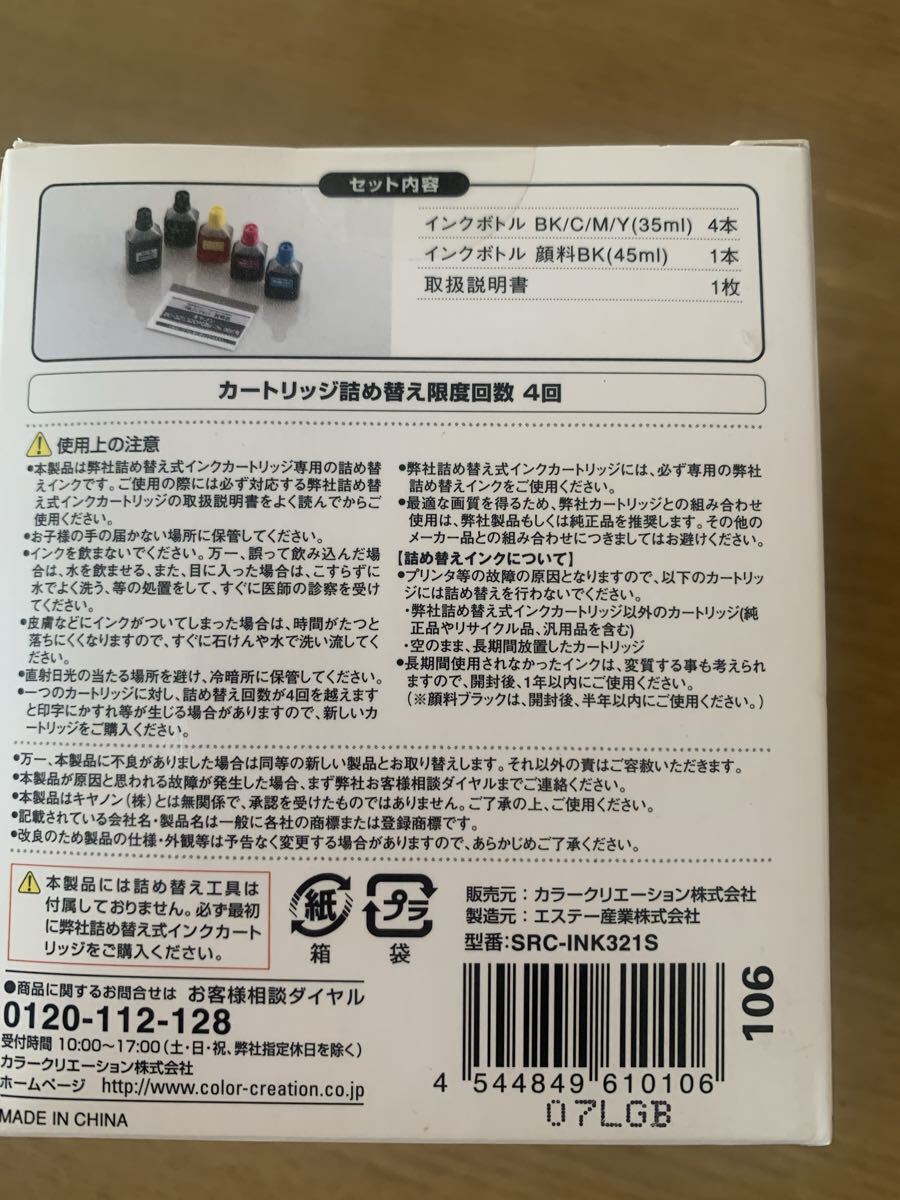 セット内容
インクボトル BK/C/M/Y(35ml) 4本
インクボトル 顔料BK(45ml) 1本
取扱説明書 1枚
カートリッジ詰め替え限度回数 4回
使用上の注意
●本製品は弊社詰め替え式インクカートリッジ専用の詰め替
えインクです。ご使用の際には必ず対応する弊社詰め替
え式インクカートリッジの取扱説明書をよく読んでからご
使用ください。
●お子様の手の届かない場所に保管してください。
●インクを飲まないでください。万一、誤って飲み込んだ場
合は、水を飲ませる、また、目に入った場合は、こすらずに
水でよく洗う、等の処置をして、すぐに医師の診察を受け
てください。
●皮膚などにインクがついてしまった場合は、時間がたつと
落ちにくくなりますので、すぐに石けんや水で洗い流してく
ださい。
●直射日光の当たる場所を避け、冷暗所に保管してください。
●一つのカートリッジに対し、詰め替え回数が4回を越えます
と印字にかすれ等が生じる場合がありますので、新しいカ
ートリッジをご購入ください。
●弊社詰め替え式インクカートリッジには、必ず専用の弊社
詰め替えインクをご使用ください。
●最適な画質を得るため、弊社カートリッジとの組み合わせ
使用は、弊社製品もしくは純正品を推奨します。その他の
メーカー品との組み合わせにつきましてはお避けください。
【詰め替えインクについて】
●プリンタ等の故障の原因となりますので、以下のカートリッ
ジには詰め替えを行わないでください。
・弊社詰め替え式インクカートリッジ以外のカートリッジ(純
正品やリサイクル品、汎用品を含む)
・空のまま、長期間放置したカートリッジ
●長期間使用されなかったインクは、変質する事も考えられ
ますので、開封後、1年以内にご使用ください。
(※顔料ブラックは、開封後、半年以内にご使用ください。)
●万一、本製品に不良がありました場合は同等の新しい製品とお取り替えします。それ以外の責はご容赦いただきます。
●本製品が原因と思われる故障が発生した場合、まず弊社お客様相談ダイヤルまでご連絡ください。
●本製品はキヤノン(株)とは無関係で、承認を受けたものではありません。ご了承の上、ご使用ください。
●記載されている会社名・製品名は一般に各社の商標または登録商標です。
●改良のため製品の仕様・外観等は予告なく変更する場合がありますので、あらかじめご了承ください。
本製品には詰め替え工具は
付属しておりません。必ず最初
に弊社詰め替え式インクカート
リッジをご購入ください。
紙
箱
プラ
袋
販売元：カラークリエーション株式会社
製造元：エステー産業株式会社
型番:SRC-INK321S
●商品に関するお問合せは お客様相談ダイヤル
0120-112-128
受付時間 10:00〜17:00(土・日・祝、弊社指定休日を除く)
カラークリエーション株式会社
ホームページ http://www.color-creation.co.jp
MADE IN CHINA
106
4 544849 610106
07LGB